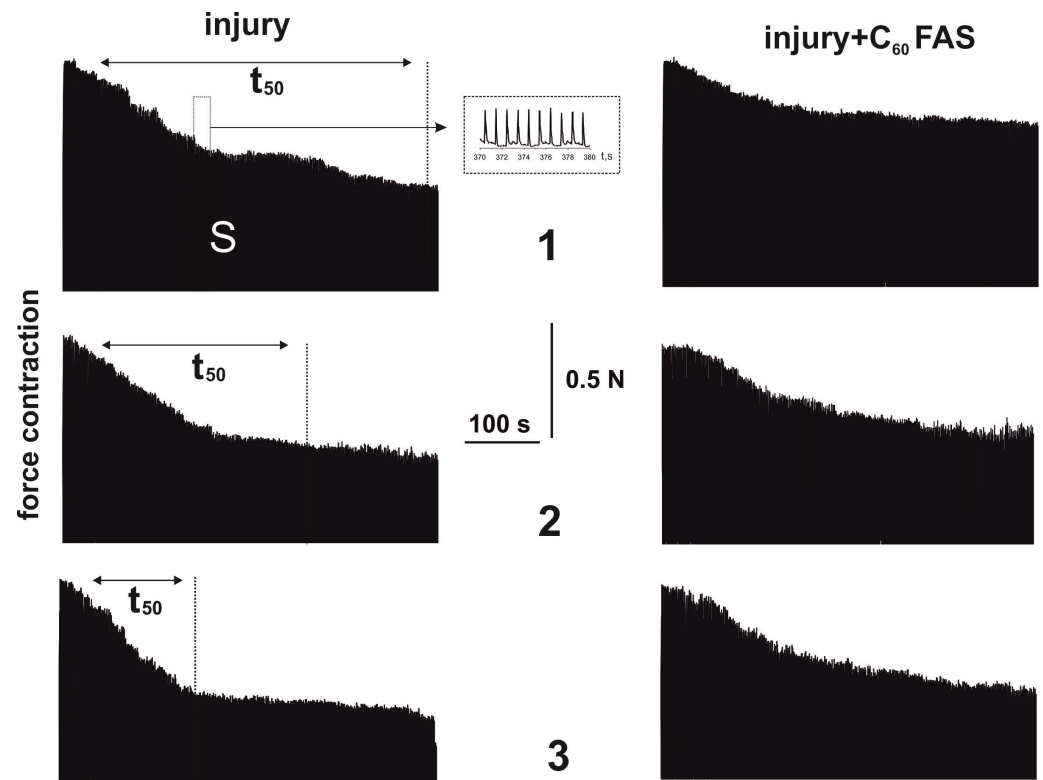 injury
injury+C₆₀ FAS
t₅₀
370 372 374 376 378 380 t,s
S
1
force contraction
t₅₀
0.5 N
100 s
2
t₅₀
3